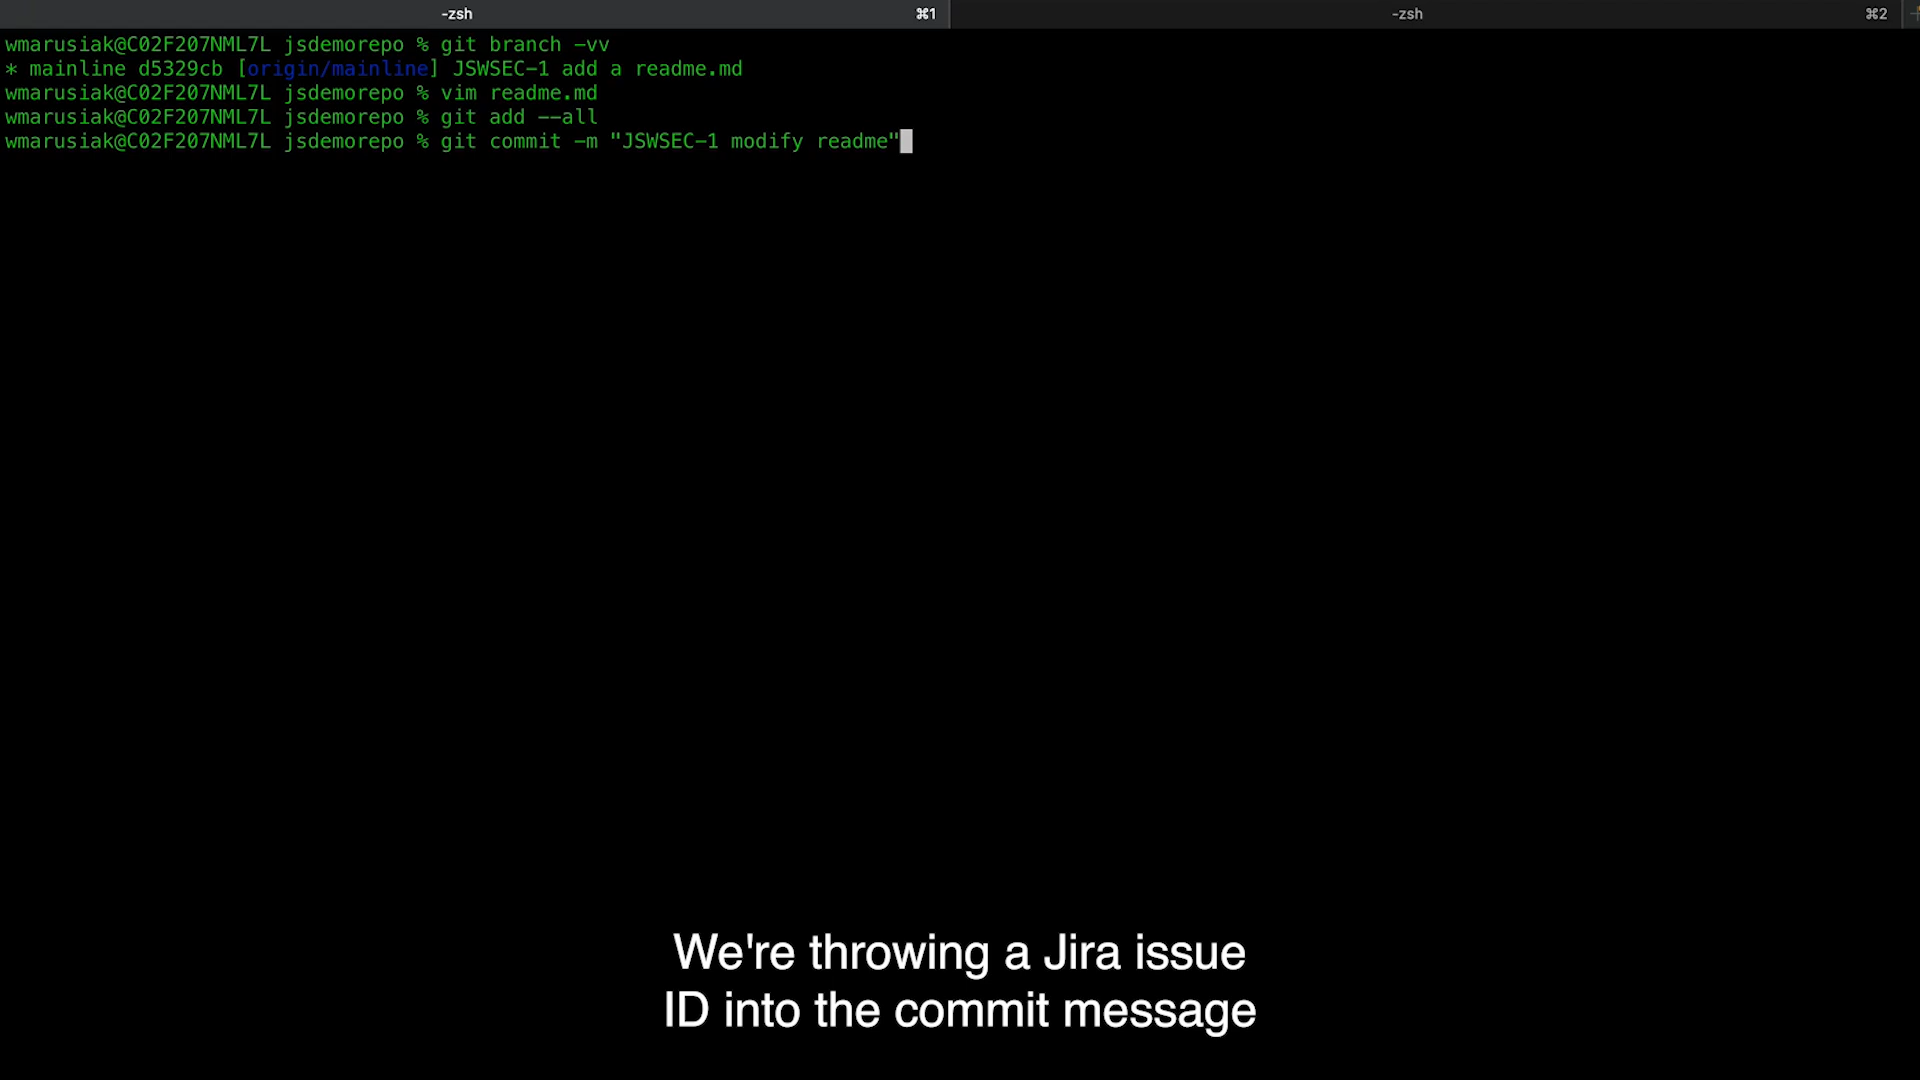 -zsh ⌘1 -zsh ⌘2
wmarusiak@C02F207NML7L jsdemorepo % git branch -vv
* mainline d5329cb [origin/mainline] JSWSEC-1 add a readme.md
wmarusiak@C02F207NML7L jsdemorepo % vim readme.md
wmarusiak@C02F207NML7L jsdemorepo % git add --all
wmarusiak@C02F207NML7L jsdemorepo % git commit -m "JSWSEC-1 modify readme"
We're throwing a Jira issue
ID into the commit message